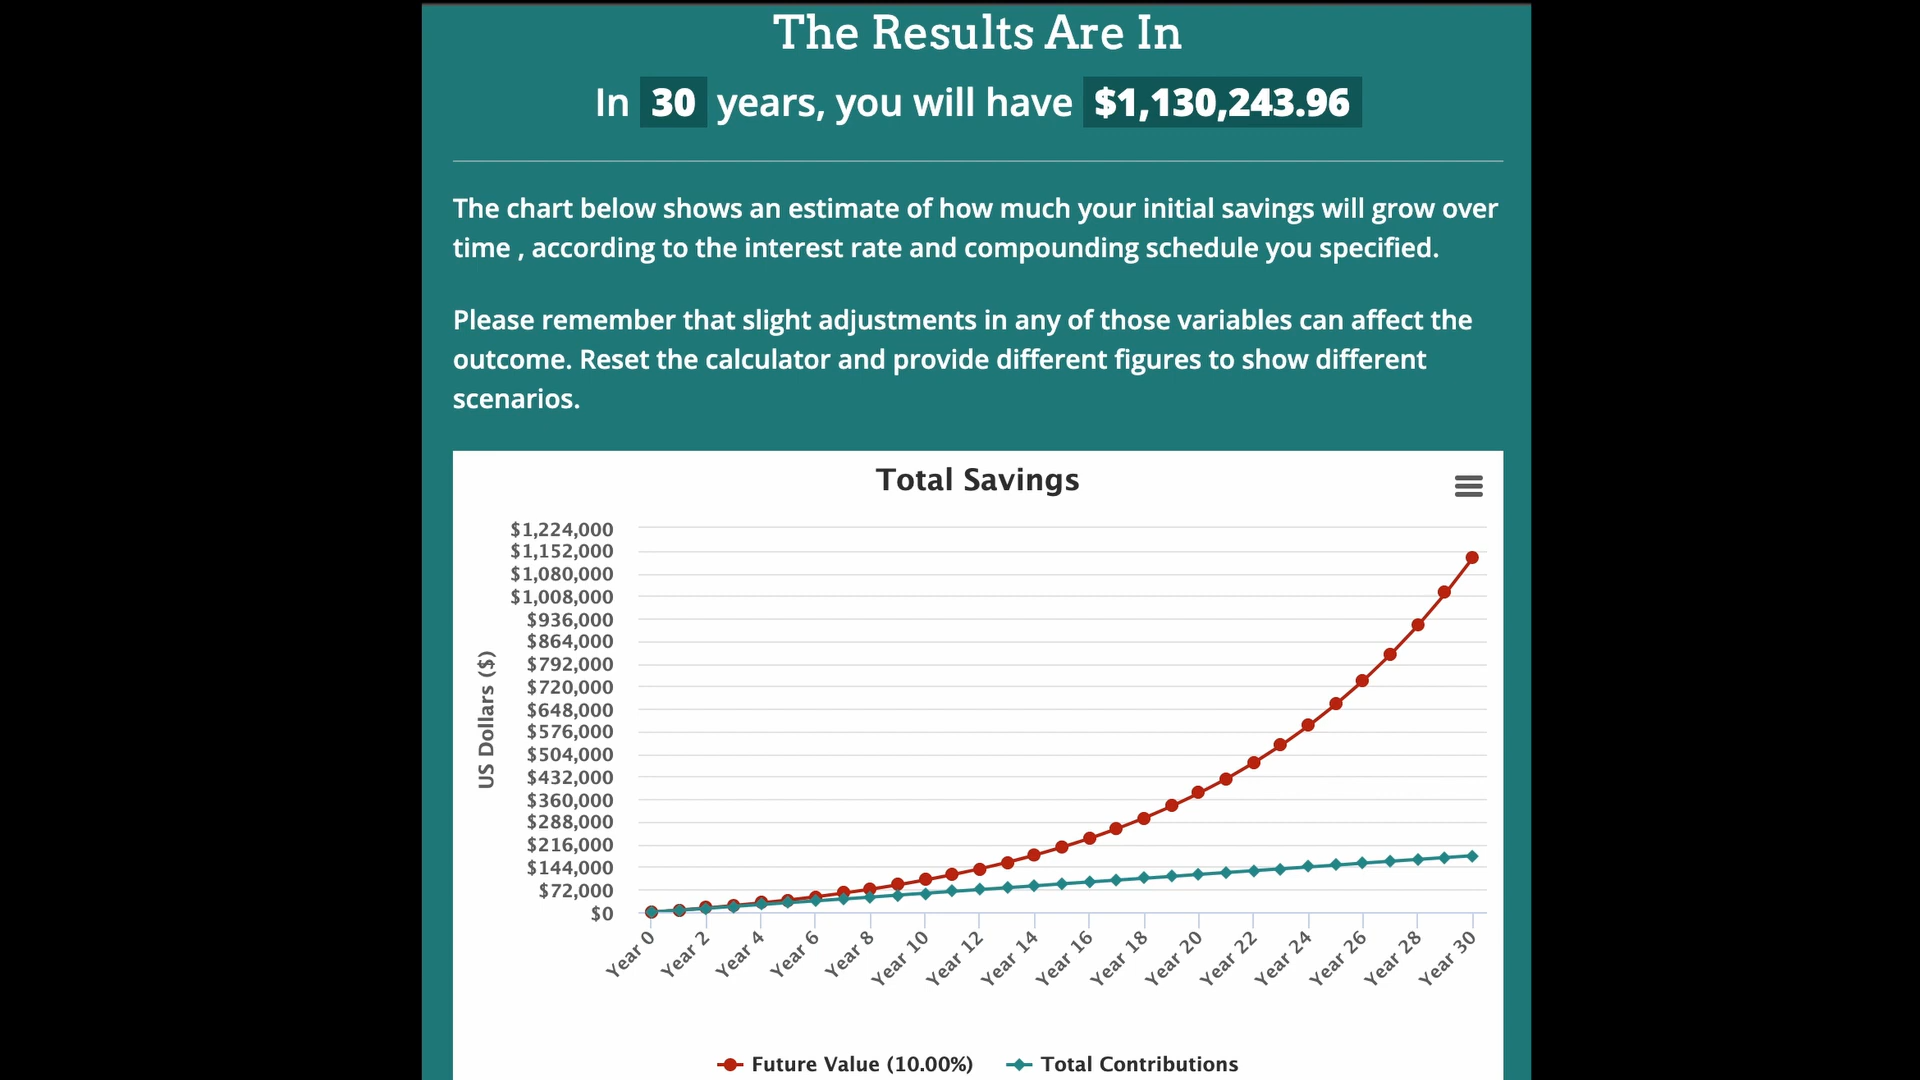 The Results Are In
In 30 years, you will have $1,130,243.96
The chart below shows an estimate of how much your initial savings will grow over
time , according to the interest rate and compounding schedule you specified.
Please remember that slight adjustments in any of those variables can affect the
outcome. Reset the calculator and provide different figures to show different
scenarios.
Total Savings
US Dollars ($)
$1,224,000
$1,152,000
$1,080,000
$1,008,000
$936,000
$864,000
$792,000
$720,000
$648,000
$576,000
$504,000
$432,000
$360,000
$288,000
$216,000
$144,000
$72,000
$0
Year 0
Year 2
Year 4
Year 6
Year 8
Year 10
Year 12
Year 14
Year 16
Year 18
Year 20
Year 22
Year 24
Year 26
Year 28
Year 30
Future Value (10.00%)
Total Contributions